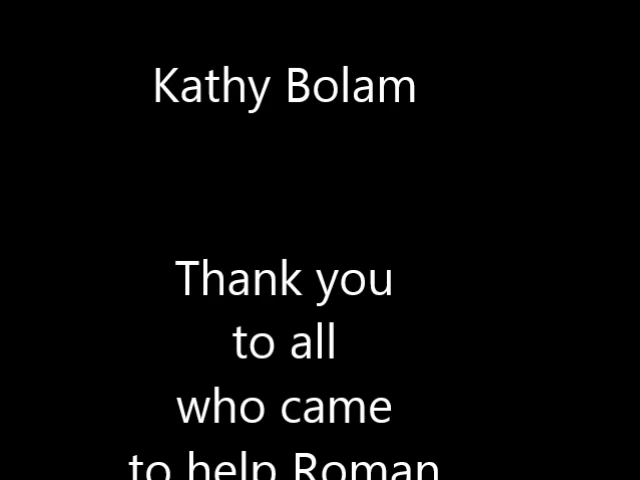 Kathy Bolam
Thank you
to all
who came
to help Roman